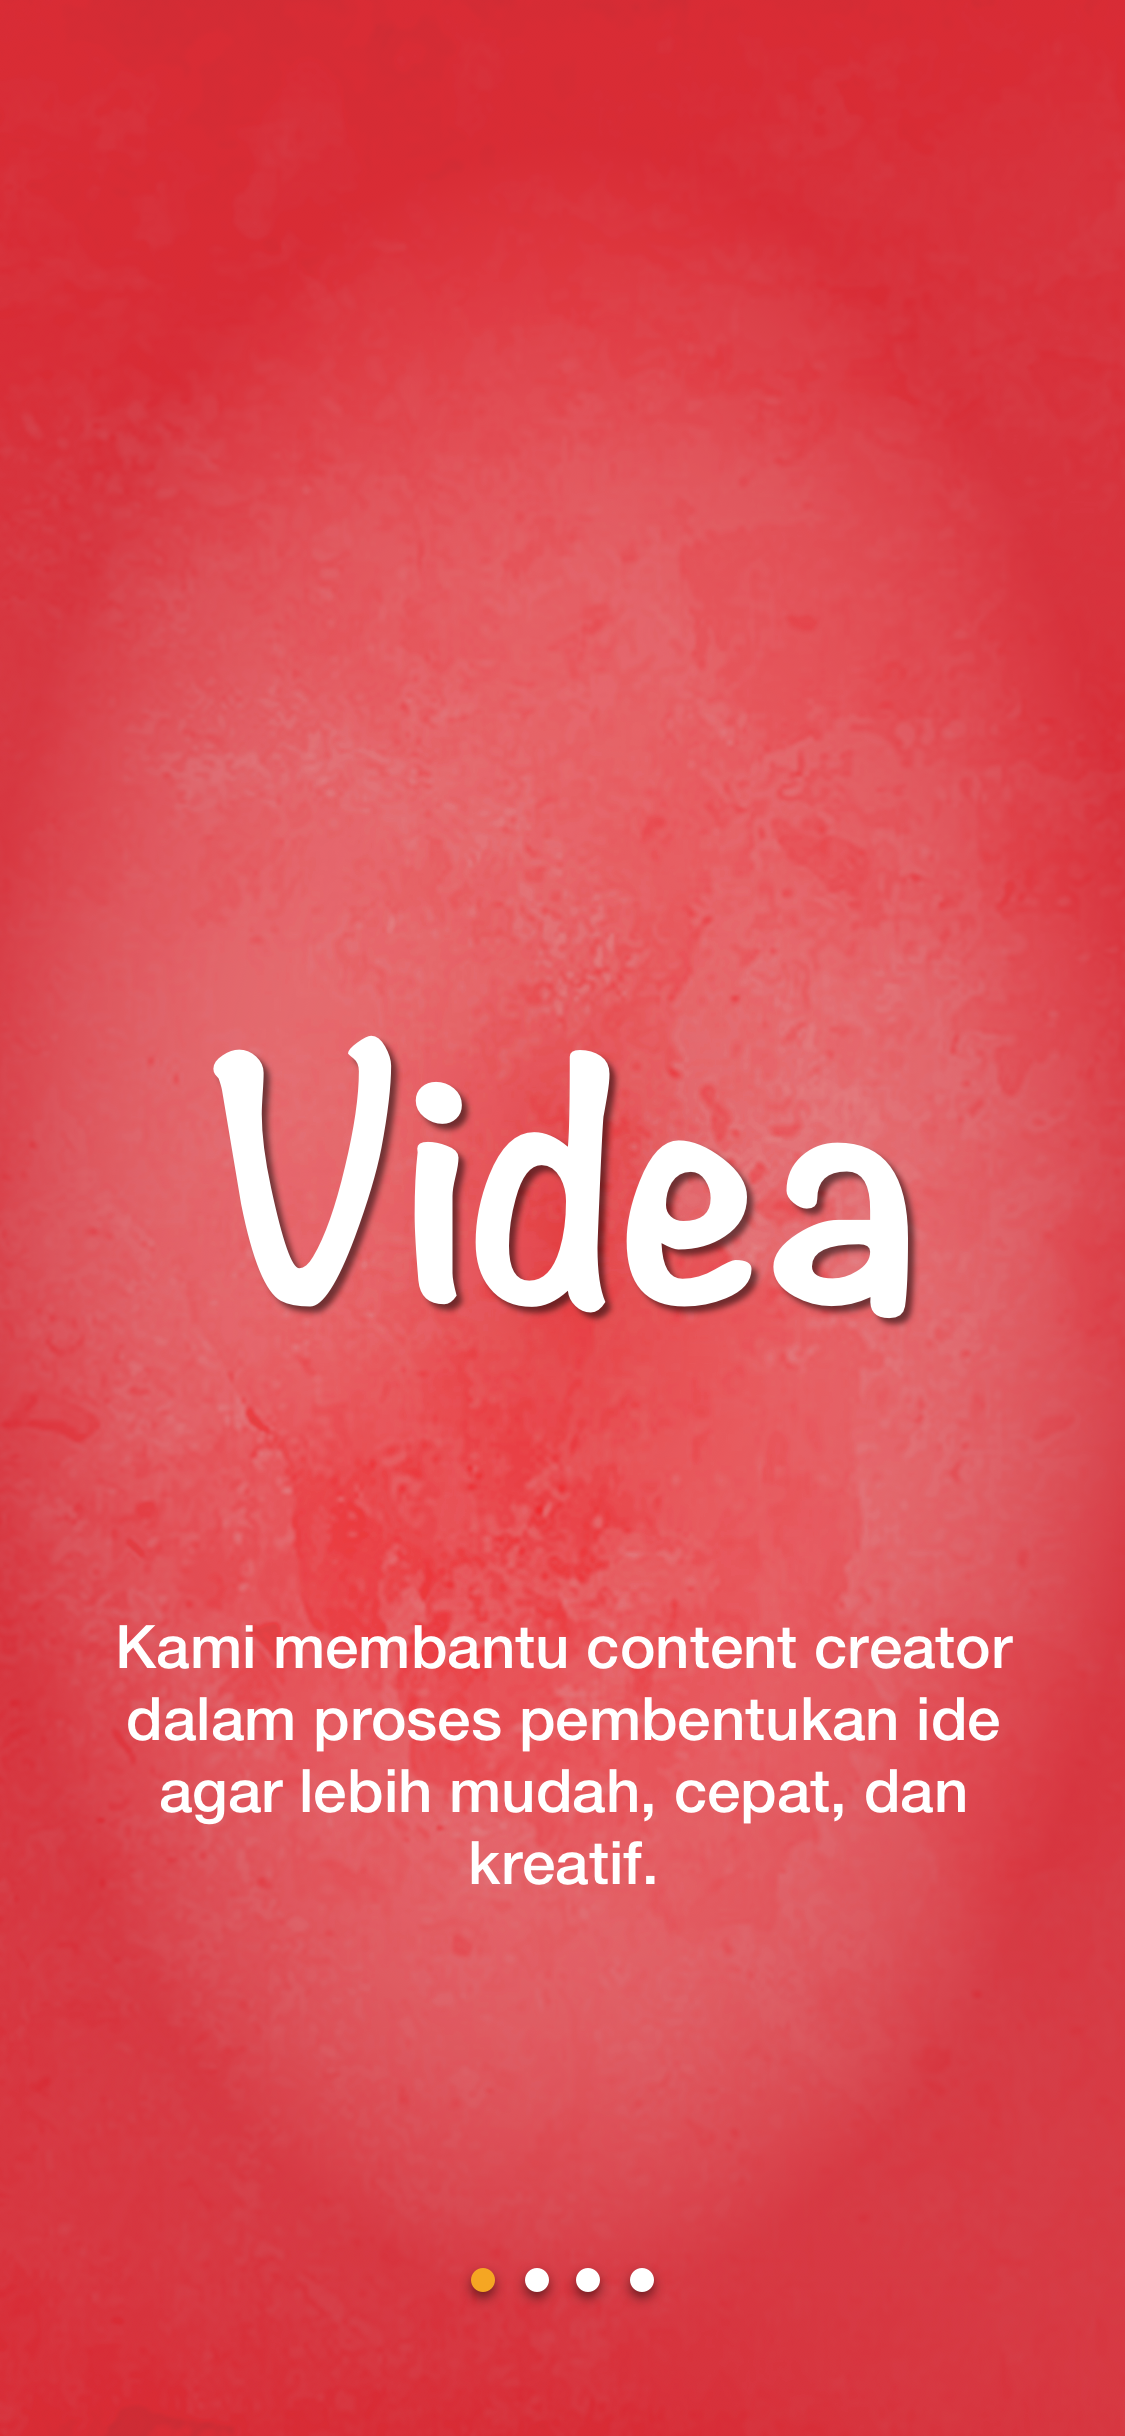 Videa
Kami membantu content creator
dalam proses pembentukan ide
agar lebih mudah, cepat, dan
kreatif.